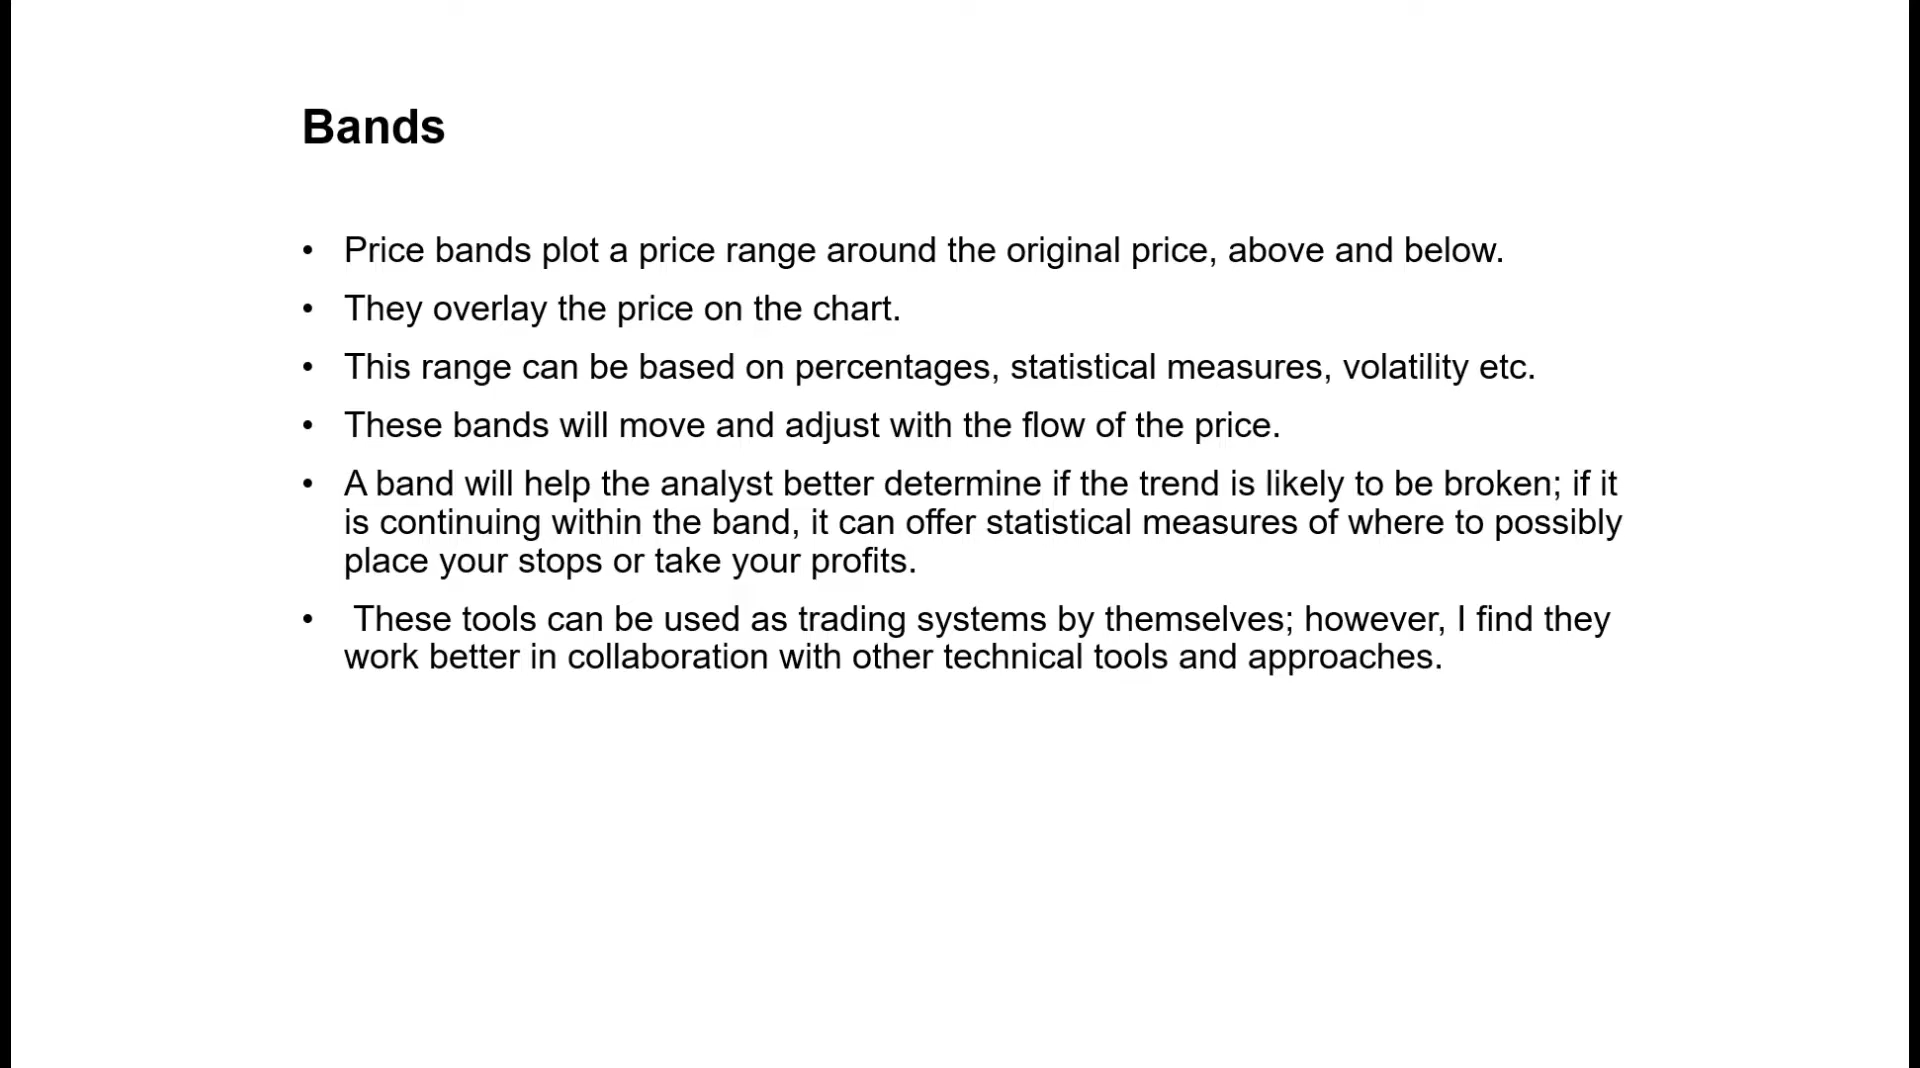 Bands
• Price bands plot a price range around the original price, above and below.
• They overlay the price on the chart.
• This range can be based on percentages, statistical measures, volatility etc.
• These bands will move and adjust with the flow of the price.
• A band will help the analyst better determine if the trend is likely to be broken; if it
is continuing within the band, it can offer statistical measures of where to possibly
place your stops or take your profits.
• These tools can be used as trading systems by themselves; however, I find they
work better in collaboration with other technical tools and approaches.